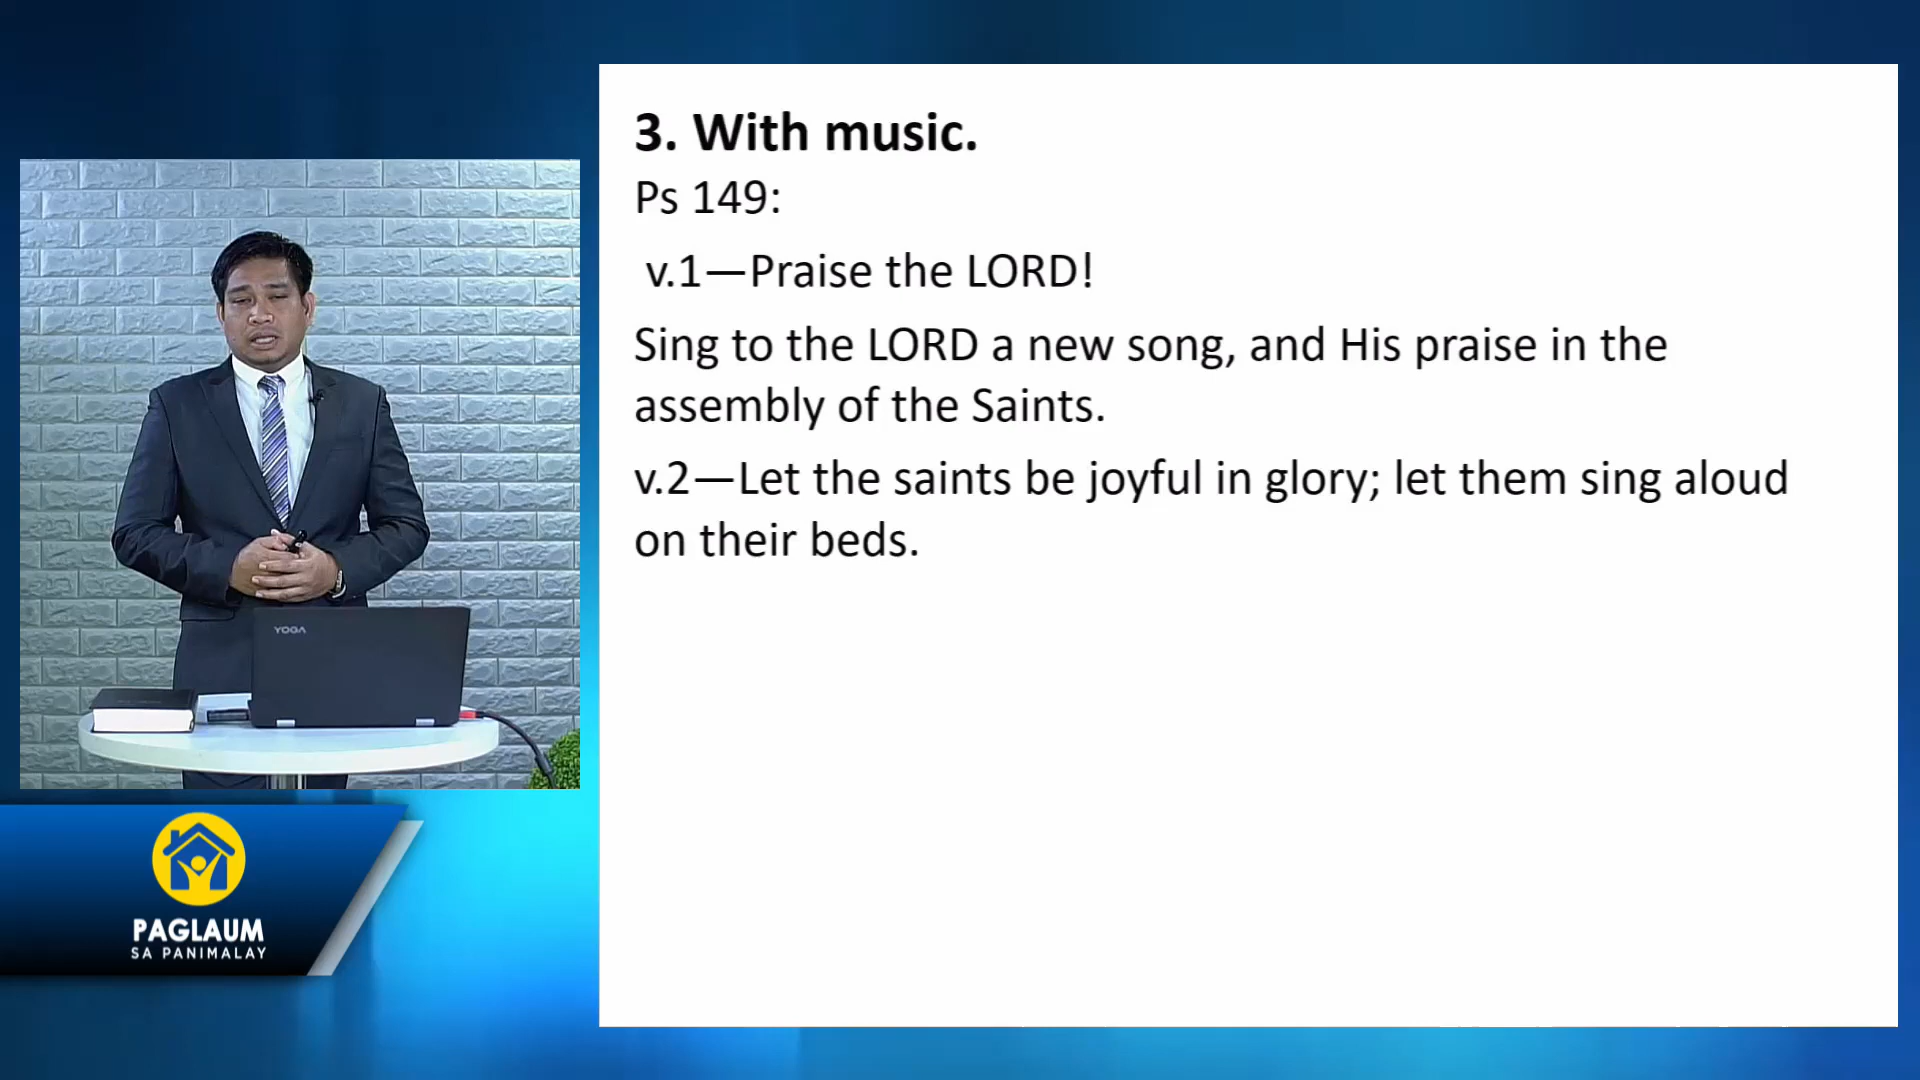 3. With music.
Ps 149:
v.1—Praise the LORD!
Sing to the LORD a new song, and His praise in the
assembly of the Saints.
v.2—Let the saints be joyful in glory; let them sing aloud
on their beds.
YOGA
PAGLAUM
SA PANIMALAY